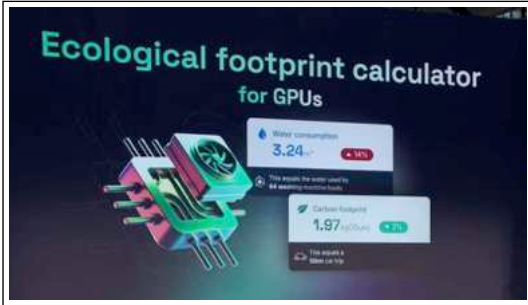 Ecological footprint calculator
for GPUs
Water consumption
3.24
14%
This equals the water used by
64 washing machine loads
Carbon footprint
1.97
2%
This equals a
car trip